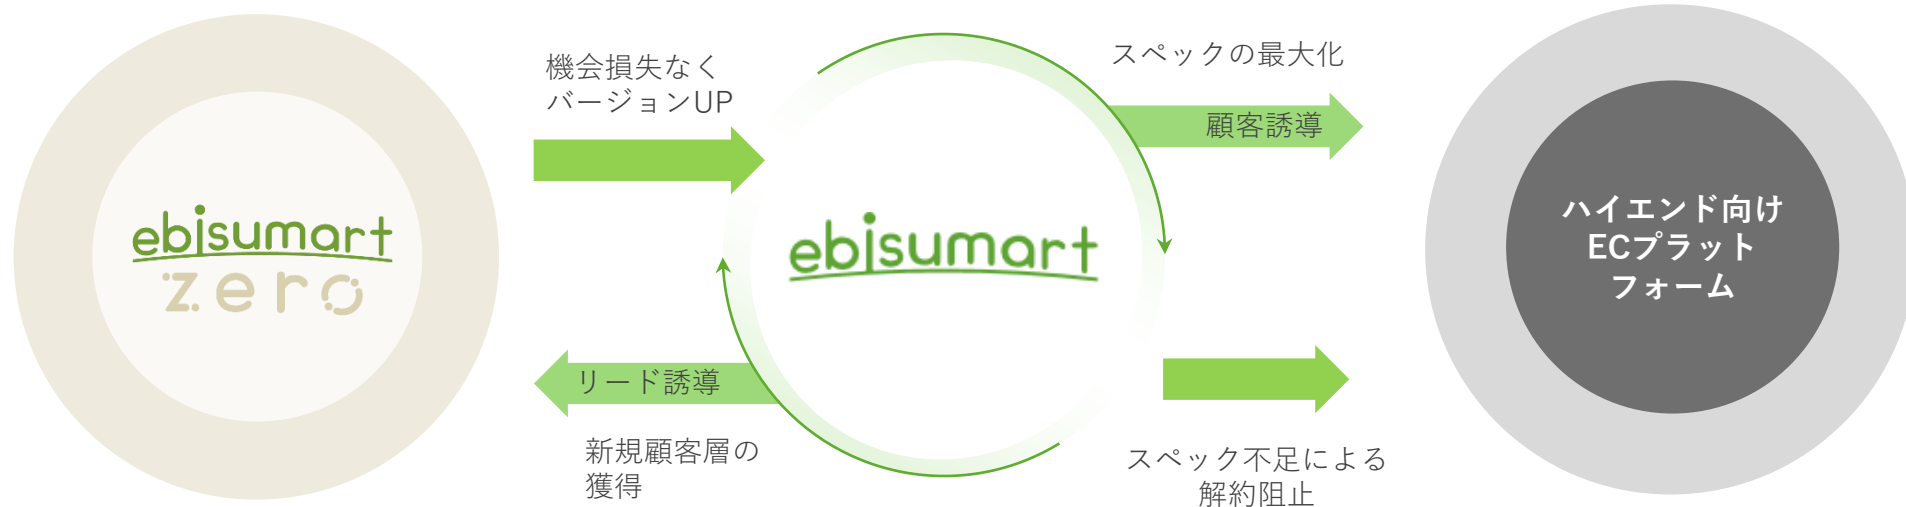 ebisumart
zero
機会損失なく
バージョンUP
リード誘導
新規顧客層の
獲得
ebisumart
スペックの最大化
顧客誘導
スペック不足による
解約阻止
ハイエンド向け
ECプラット
フォーム